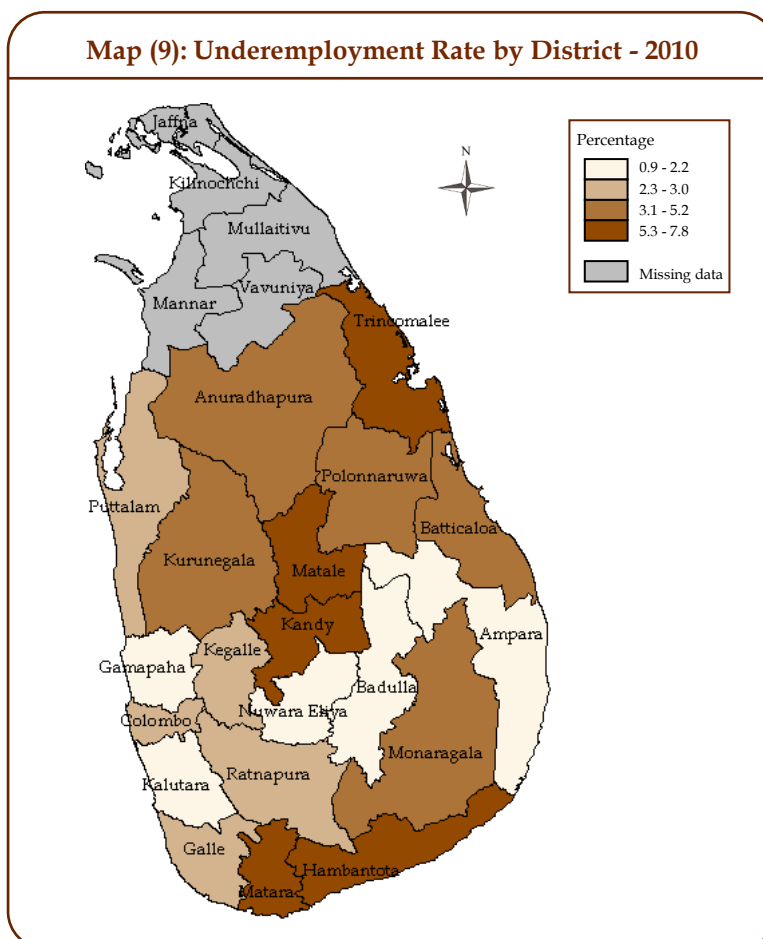 Map (9): Underemployment Rate by District - 2010
Percentage
0.9 - 2.2
2.3 - 3.0
3.1 - 5.2
5.3 - 7.8
Missing data
N
Jaffna
Kilinochchi
Mullaitivu
Vavuniya
Mannar
Trincomalee
Anuradhapura
Polonnaruwa
Puttalam
Batticaloa
Kurunegala
Matale
Kandy
Ampara
Kegalle
Gamapaha
Badulla
Nuwara Eliya
Colombo
Monaragala
Ratnapura
Kalutara
Galle
Hambantota
Matara